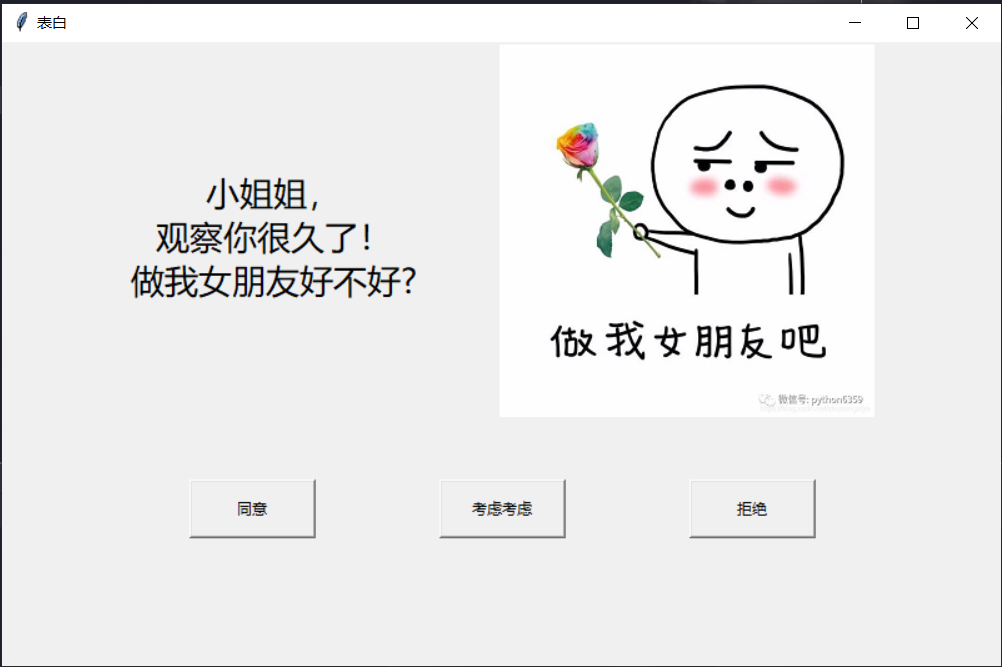 表白
小姐姐，
观察你很久了！
做我女朋友好不好？
做我女朋友吧
微信号: python6359
同意
考虑考虑
拒绝